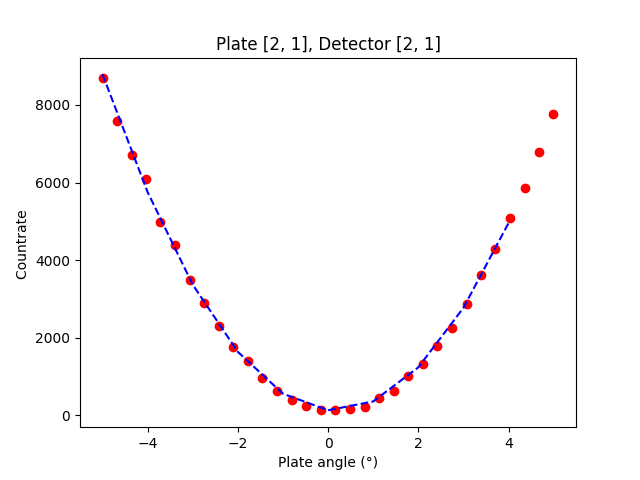 Plate [2, 1], Detector [2, 1]
8000
6000
4000
2000
0
Countrate
−4 −2 0 2 4
Plate angle (°)